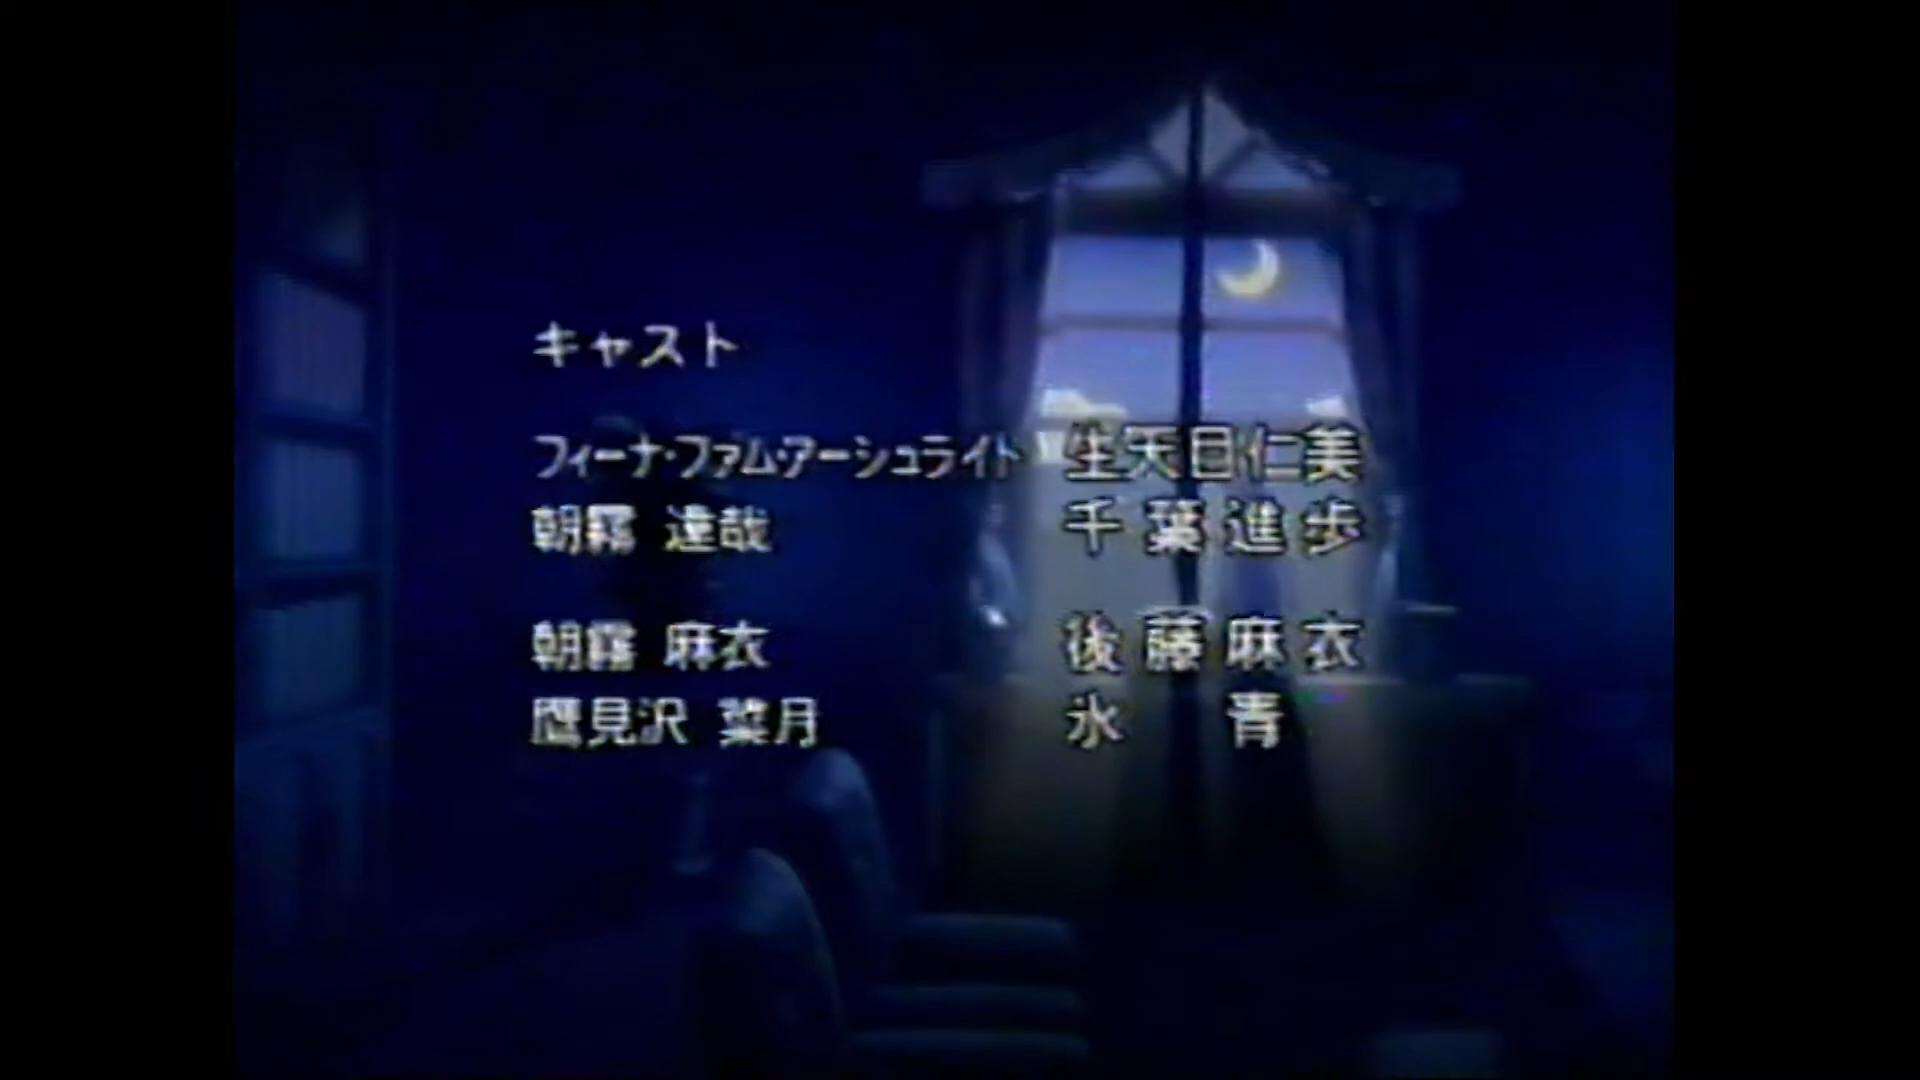 キャスト
フィーナ・ファム・アーシュライト 生天目仁美
朝霧 達哉 千葉進歩
朝霧 麻衣 後藤麻衣
鷹見沢 菜月 氷青